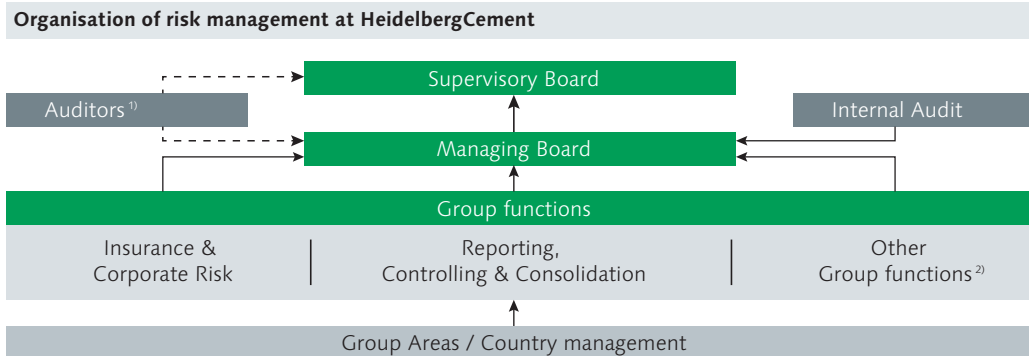 Organisation of risk management at HeidelbergCement
Supervisory Board
Auditors 1)
Internal Audit
Managing Board
Group functions
Insurance &
Corporate Risk
Reporting,
Controlling & Consolidation
Other
Group functions 2)
Group Areas / Country management